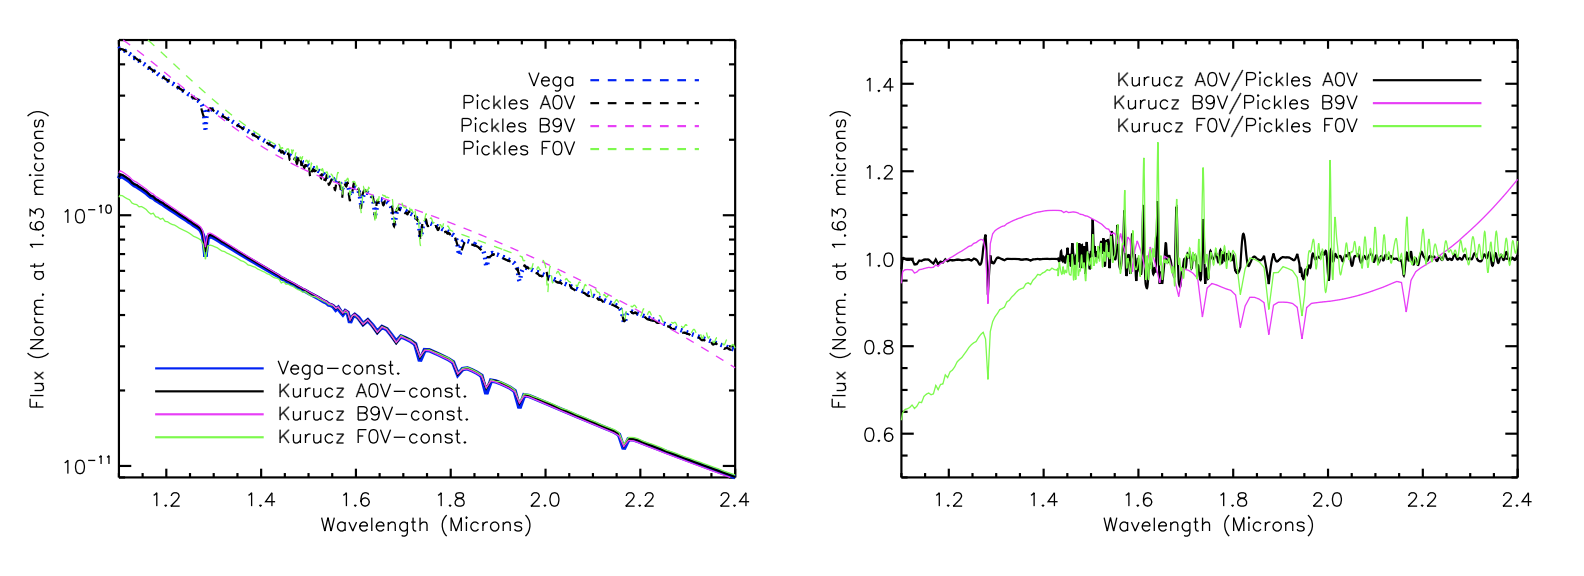 Flux (Norm. at 1.63 microns)
10⁻¹⁰
10⁻¹¹
Vega
Pickles A0V
Pickles B9V
Pickles F0V
Vega-const.
Kurucz A0V-const.
Kurucz B9V-const.
Kurucz F0V-const.
1.2 1.4 1.6 1.8 2.0 2.2 2.4
Wavelength (Microns)
Flux (Norm. at 1.63 microns)
1.4
1.2
1.0
0.8
0.6
Kurucz A0V/Pickles A0V
Kurucz B9V/Pickles B9V
Kurucz F0V/Pickles F0V
1.2 1.4 1.6 1.8 2.0 2.2 2.4
Wavelength (Microns)